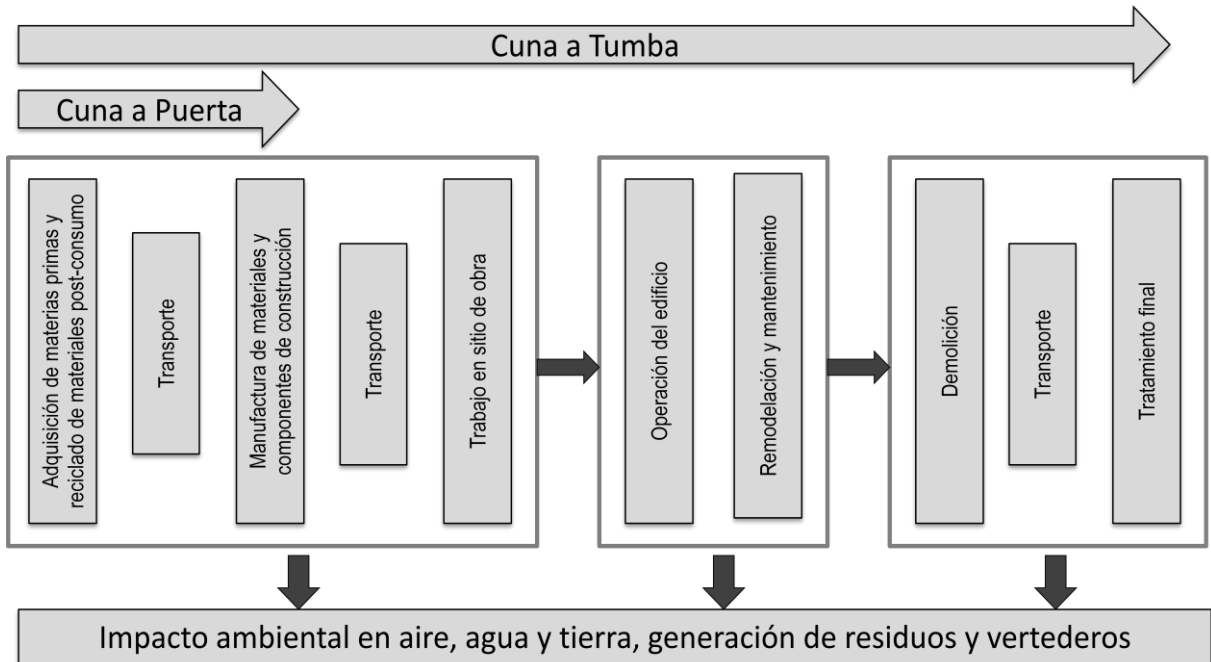 Cuna a Tumba
Cuna a Puerta
Adquisición de materias primas y
reciclado de materiales post-consumo
Transporte
Manufactura de materiales y
componentes de construcción
Transporte
Trabajo en sitio de obra
Operación del edificio
Remodelación y mantenimiento
Demolición
Transporte
Tratamiento final
Impacto ambiental en aire, agua y tierra, generación de residuos y vertederos